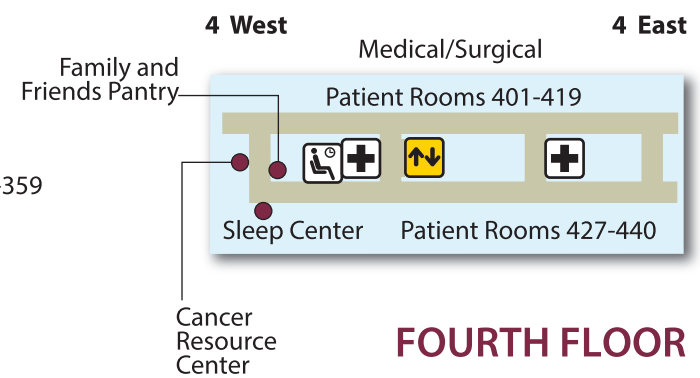 4 West
4 East
Medical/Surgical
Family and
Friends Pantry
Patient Rooms 401-419
-359
Sleep Center
Patient Rooms 427-440
Cancer
Resource
Center
FOURTH FLOOR